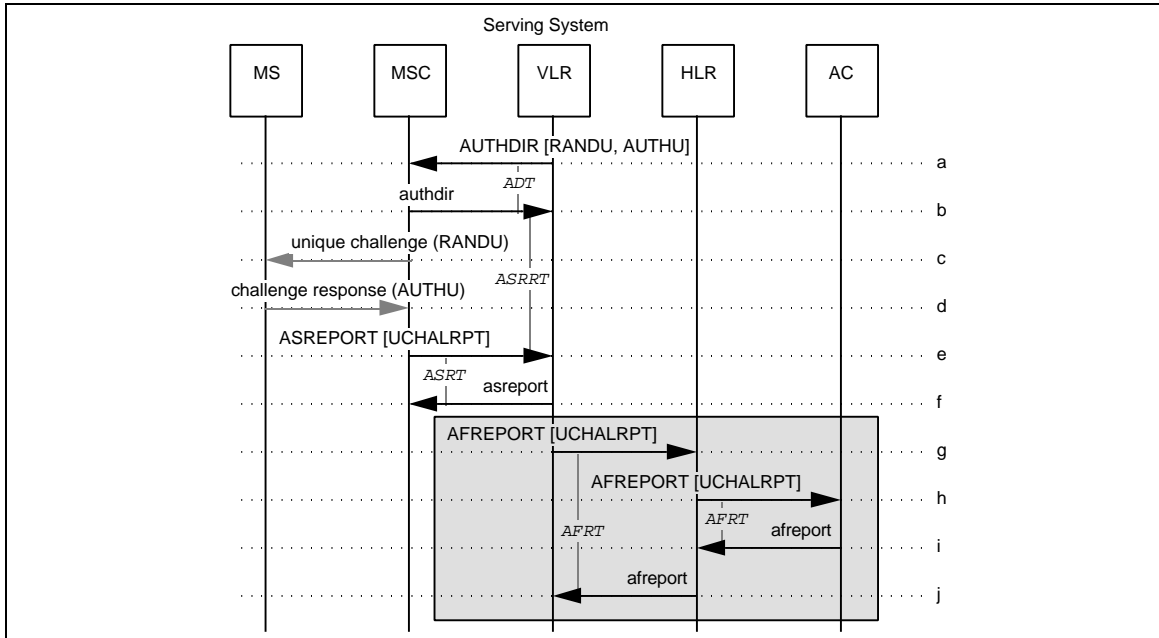 Serving System
MS
MSC
VLR
HLR
AC
AUTHDIR [RANDU, AUTHU]
a
ADT
authdir
b
unique challenge (RANDU)
c
ASRRT
challenge response (AUTHU)
d
ASREPORT [UCHALRPT]
e
ASRT
asreport
f
AFREPORT [UCHALRPT]
g
AFREPORT [UCHALRPT]
h
AFRT
AFRT
afreport
i
afreport
j